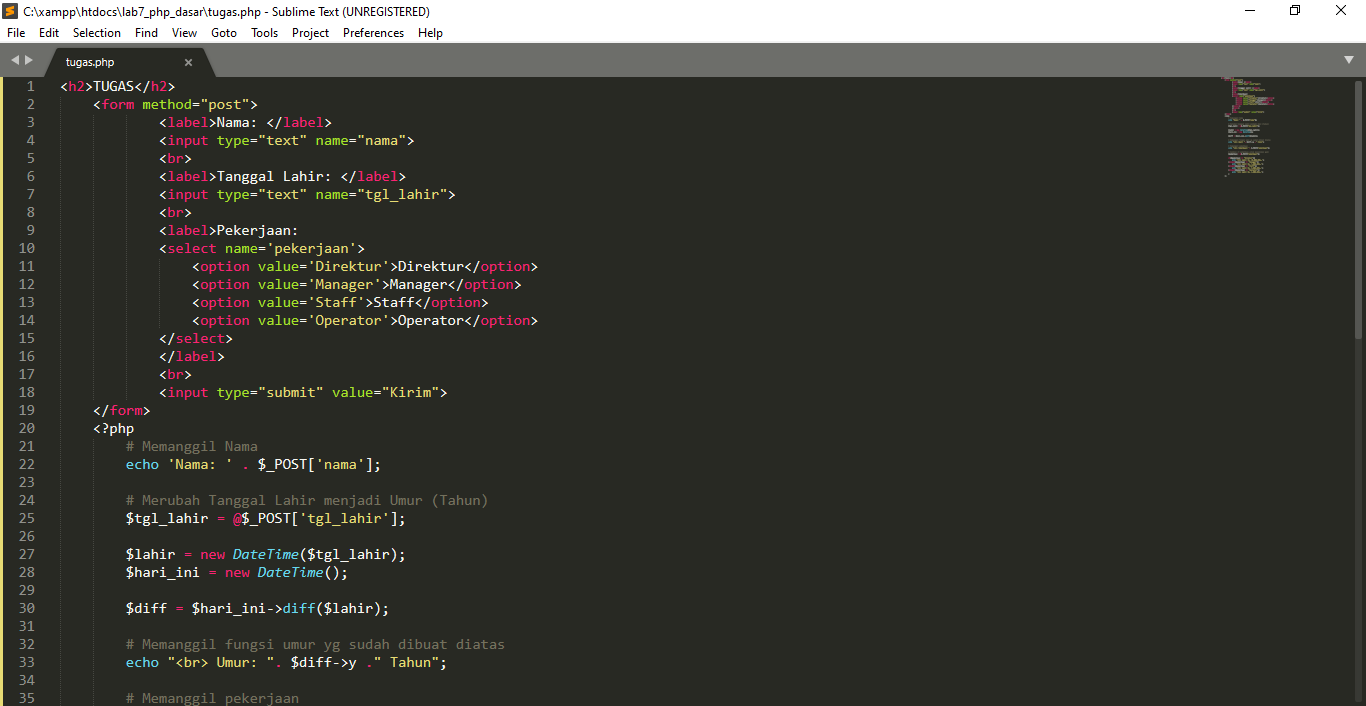 C:\xampp\htdocs\lab7_php_dasar\tugas.php - Sublime Text (UNREGISTERED)
File Edit Selection Find View Goto Tools Project Preferences Help
tugas.php
1 <h2>TUGAS</h2>
2 <form method="post">
3 <label>Nama: </label>
4 <input type="text" name="nama">
5 <br>
6 <label>Tanggal Lahir: </label>
7 <input type="text" name="tgl_lahir">
8 <br>
9 <label>Pekerjaan:
10 <select name='pekerjaan'>
11 <option value='Direktur'>Direktur</option>
12 <option value='Manager'>Manager</option>
13 <option value='Staff'>Staff</option>
14 <option value='Operator'>Operator</option>
15 </select>
16 </label>
17 <br>
18 <input type="submit" value="Kirim">
19 </form>
20 <?php
21 # Memanggil Nama
22 echo 'Nama: ' . $_POST['nama'];
23
24 # Merubah Tanggal Lahir menjadi Umur (Tahun)
25 $tgl_lahir = @$_POST['tgl_lahir'];
26
27 $lahir = new DateTime($tgl_lahir);
28 $hari_ini = new DateTime();
29
30 $diff = $hari_ini->diff($lahir);
31
32 # Memanggil fungsi umur yg sudah dibuat diatas
33 echo "<br> Umur: ". $diff->y ." Tahun";
34
35 # Memanggil pekerjaan